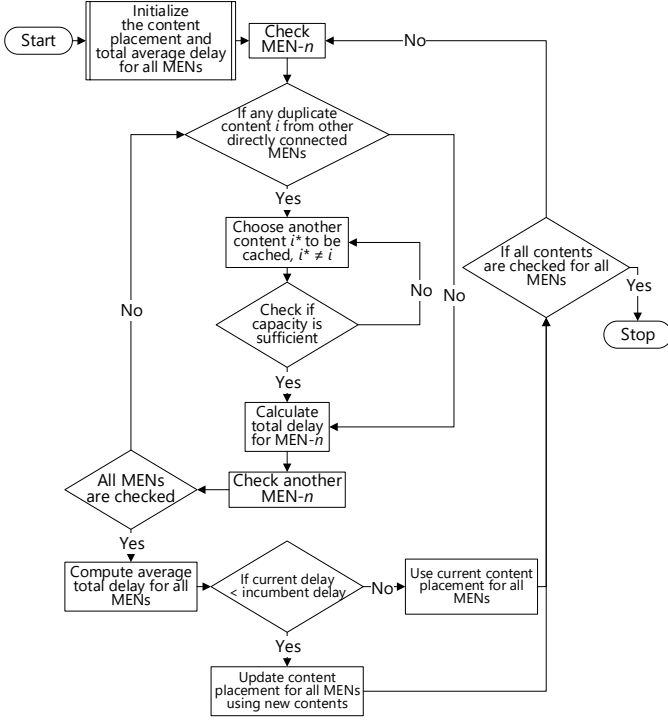 Start
Initialize
the content
placement and
total average delay
for all MENs
Check
MEN-n
No
If any duplicate
content i from other
directly connected
MENs
Yes
Choose another
content i* to be
cached, i* ≠ i
If all contents
are checked for all
MENs
No
No
No
Yes
Check if
capacity is
sufficient
Stop
Yes
Calculate
total delay
for MEN-n
All MENs
are checked
Check another
MEN-n
Yes
Compute average
total delay for all
MENs
If current delay
< incumbent delay
No
Use current content
placement for all
MENs
Yes
Update content
placement for all MENs
using new contents